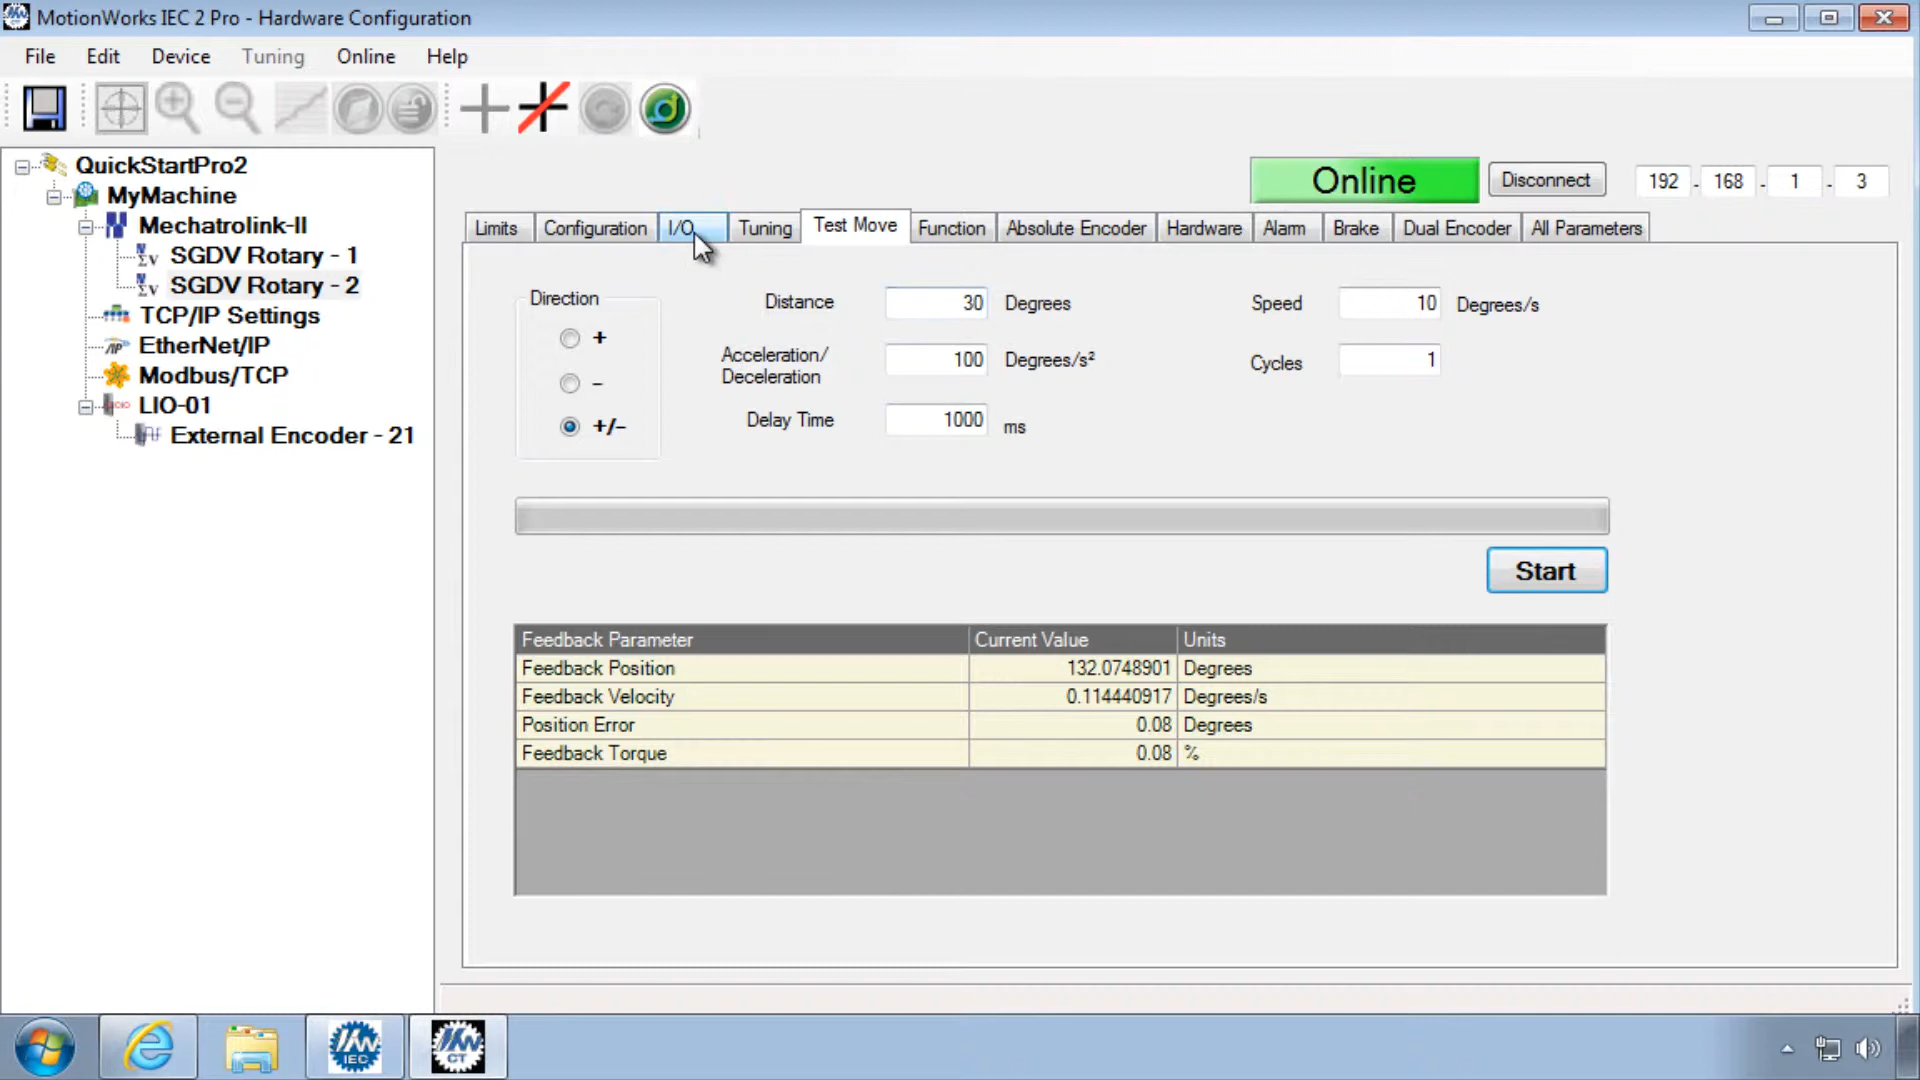 MotionWorks IEC 2 Pro - Hardware Configuration
File Edit Device Tuning Online Help
QuickStartPro2
MyMachine
Mechatrolink-II
SGDV Rotary - 1
SGDV Rotary - 2
TCP/IP Settings
EtherNet/IP
Modbus/TCP
LIO-01
External Encoder - 21
Online Disconnect 192 . 168 . 1 . 3
Limits Configuration I/O Tuning Test Move Function Absolute Encoder Hardware Alarm Brake Dual Encoder All Parameters
Direction
+
−
+/−
Distance 30 Degrees
Speed 10 Degrees/s
Acceleration/
Deceleration 100 Degrees/s²
Cycles 1
Delay Time 1000 ms
Start
Feedback Parameter Current Value Units
Feedback Position 132.0748901 Degrees
Feedback Velocity 0.114440917 Degrees/s
Position Error 0.08 Degrees
Feedback Torque 0.08 %
IEC
CT